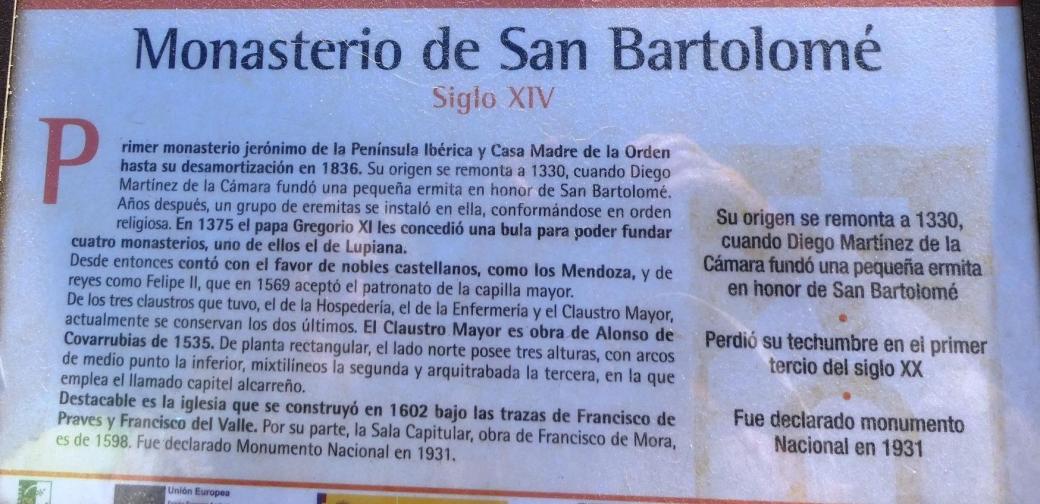 Monasterio de San Bartolomé
Siglo XIV
Primer monasterio jerónimo de la Península Ibérica y Casa Madre de la Orden
hasta su desamortización en 1836. Su origen se remonta a 1330, cuando Diego
Martínez de la Cámara fundó una pequeña ermita en honor de San Bartolomé.
Años después, un grupo de eremitas se instaló en ella, conformándose en orden
religiosa. En 1375 el papa Gregorio XI les concedió una bula para poder fundar
cuatro monasterios, uno de ellos el de Lupiana.
Desde entonces contó con el favor de nobles castellanos, como los Mendoza, y de
reyes como Felipe II, que en 1569 aceptó el patronato de la capilla mayor.
De los tres claustros que tuvo, el de la Hospedería, el de la Enfermería y el Claustro Mayor,
actualmente se conservan los dos últimos. El Claustro Mayor es obra de Alonso de
Covarrubias de 1535. De planta rectangular, el lado norte posee tres alturas, con arcos
de medio punto la inferior, mixtilíneos la segunda y arquitrabada la tercera, en la que
emplea el llamado capitel alcarreño.
Destacable es la iglesia que se construyó en 1602 bajo las trazas de Francisco de
Praves y Francisco del Valle. Por su parte, la Sala Capitular, obra de Francisco de Mora,
es de 1598. Fue declarado Monumento Nacional en 1931.
Su origen se remonta a 1330,
cuando Diego Martínez de la
Cámara fundó una pequeña ermita
en honor de San Bartolomé
Perdió su techumbre en el primer
tercio del siglo XX
Fue declarado monumento
Nacional en 1931
Unión Europea